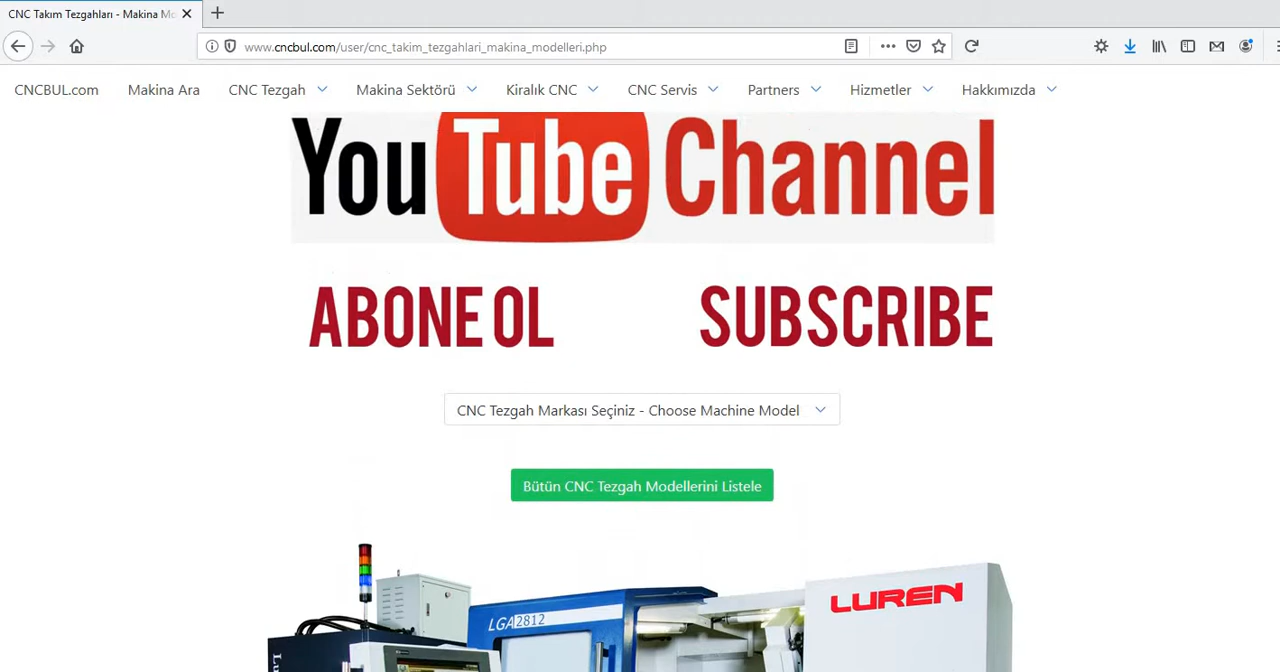 CNC Takım Tezgahları - Makina Mo
www.cncbul.com/user/cnc_takim_tezgahlari_makina_modelleri.php
CNCBUL.com Makina Ara CNC Tezgah Makina Sektörü Kiralık CNC CNC Servis Partners Hizmetler Hakkımızda
YouTube Channel
ABONE OL SUBSCRIBE
CNC Tezgah Markası Seçiniz - Choose Machine Model
Bütün CNC Tezgah Modellerini Listele
LUREN
LGA2812
Lu